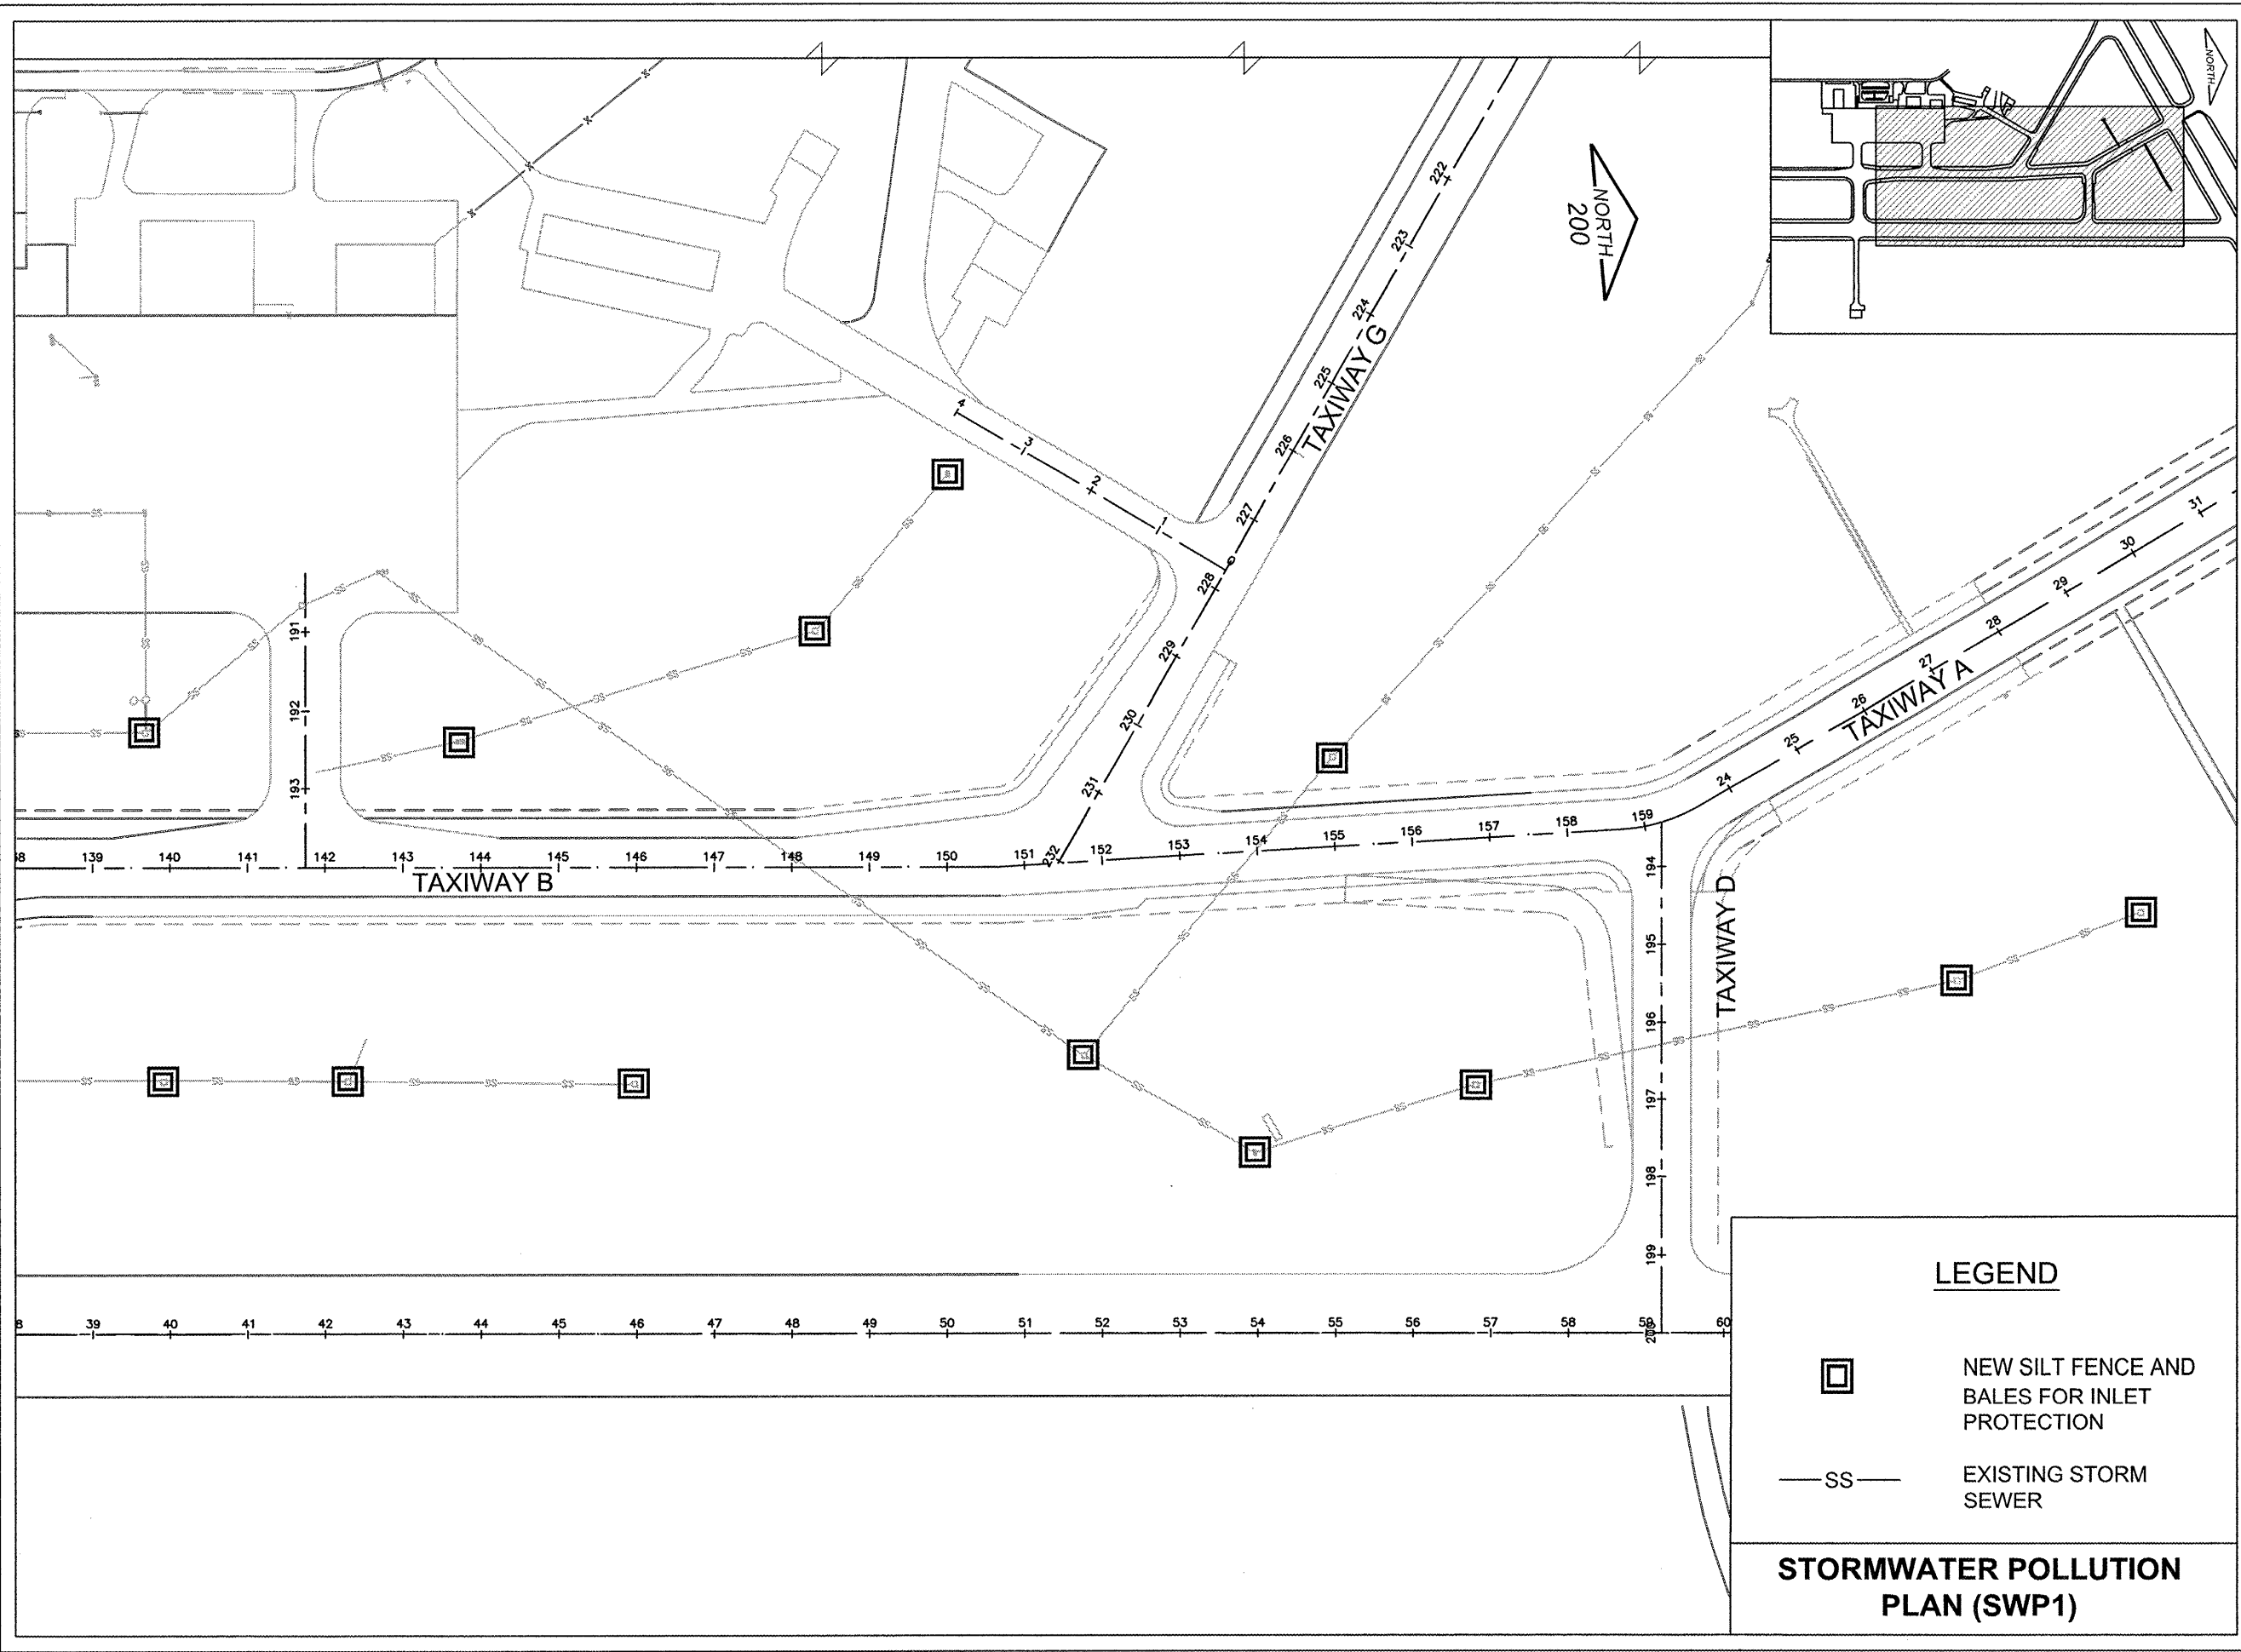 NORTH
NORTH
200
222
223
224
225
TAXIWAY G
226
227
228
229
230
231
232
4
3
2
1
0
31
30
29
28
27
26
25
24
TAXIWAY A
191
192
193
139 140 141 142 143 144 145 146 147 148 149 150 151 152 153 154 155 156 157 158 159
TAXIWAY B
194
195
196
197
198
199
200
TAXIWAY D
8 39 40 41 42 43 44 45 46 47 48 49 50 51 52 53 54 55 56 57 58 59 60
LEGEND
NEW SILT FENCE AND
BALES FOR INLET
PROTECTION
SS
EXISTING STORM
SEWER
STORMWATER POLLUTION
PLAN (SWP1)